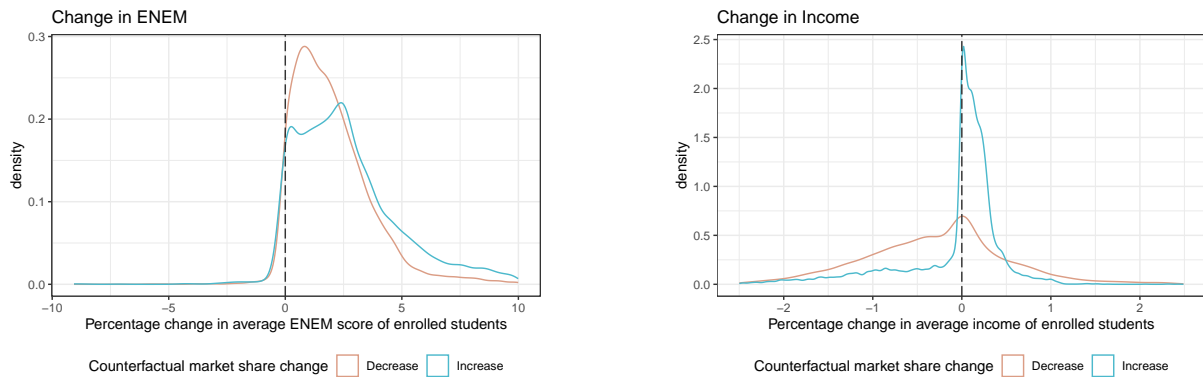 Change in ENEM
0.3
0.2
0.1
0.0
density
−10
−5
0
5
10
Percentage change in average ENEM score of enrolled students
Counterfactual market share change
Decrease
Increase
Change in Income
2.5
2.0
1.5
1.0
0.5
0.0
density
−2
−1
0
1
2
Percentage change in average income of enrolled students
Counterfactual market share change
Decrease
Increase